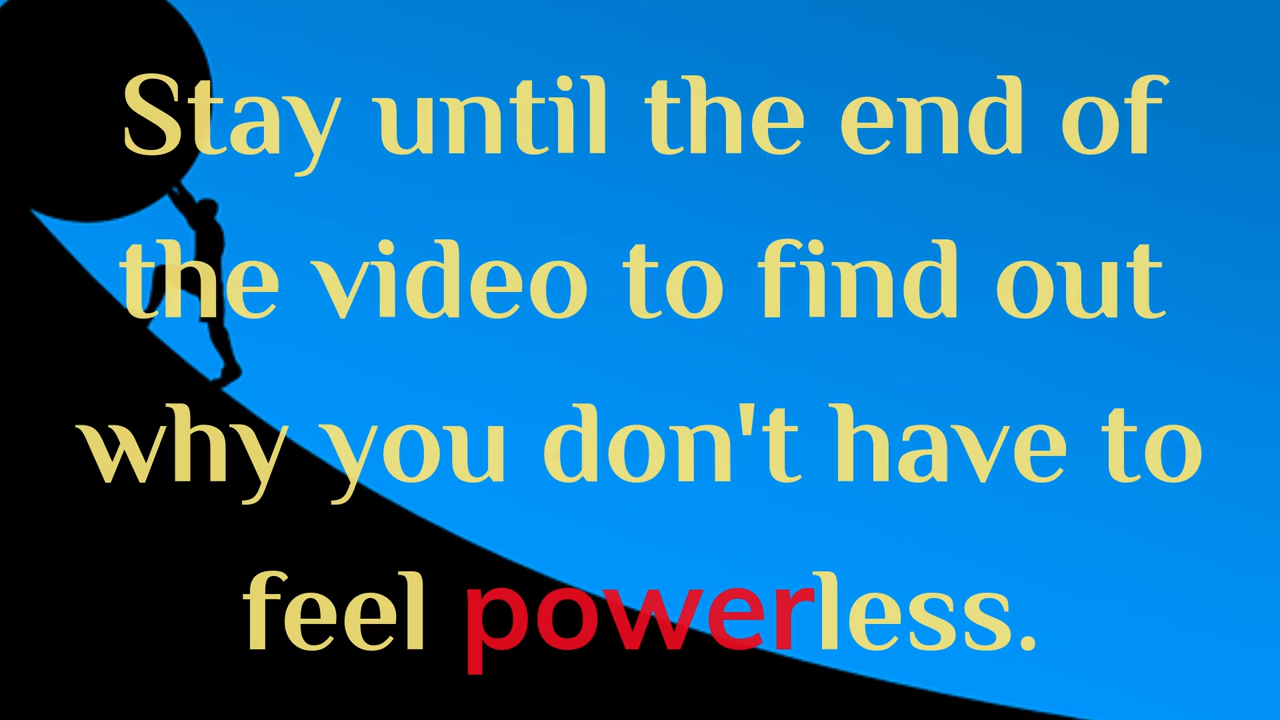 Stay until the end of
the video to find out
why you don't have to
feel powerless.